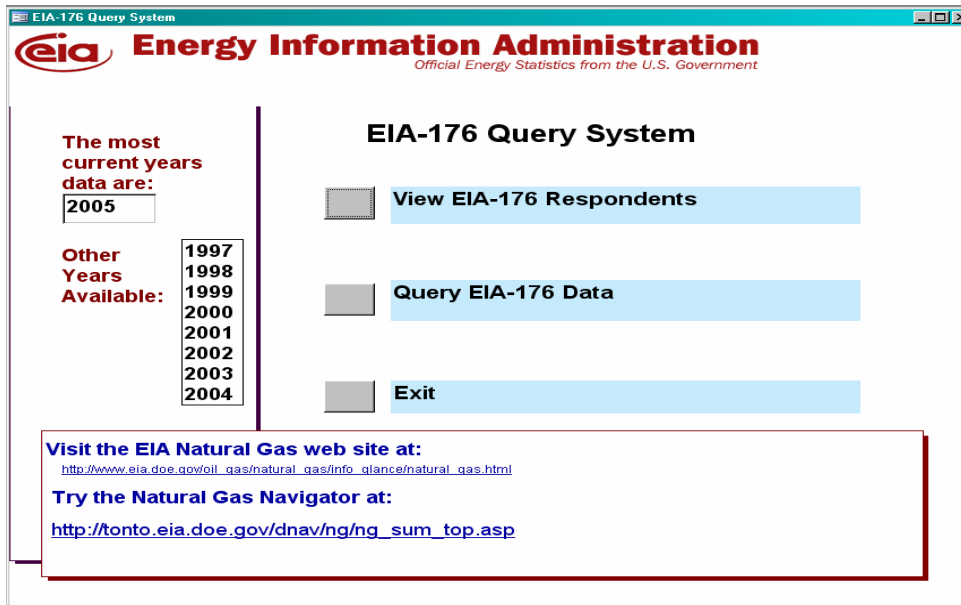 EIA-176 Query System
eia Energy Information Administration
Official Energy Statistics from the U.S. Government
EIA-176 Query System
The most
current years
data are:
2005
Other
Years
Available:
1997
1998
1999
2000
2001
2002
2003
2004
View EIA-176 Respondents
Query EIA-176 Data
Exit
Visit the EIA Natural Gas web site at:
http://www.eia.doe.gov/oil_gas/natural_gas/info_glance/natural_gas.html
Try the Natural Gas Navigator at:
http://tonto.eia.doe.gov/dnav/ng/ng_sum_top.asp